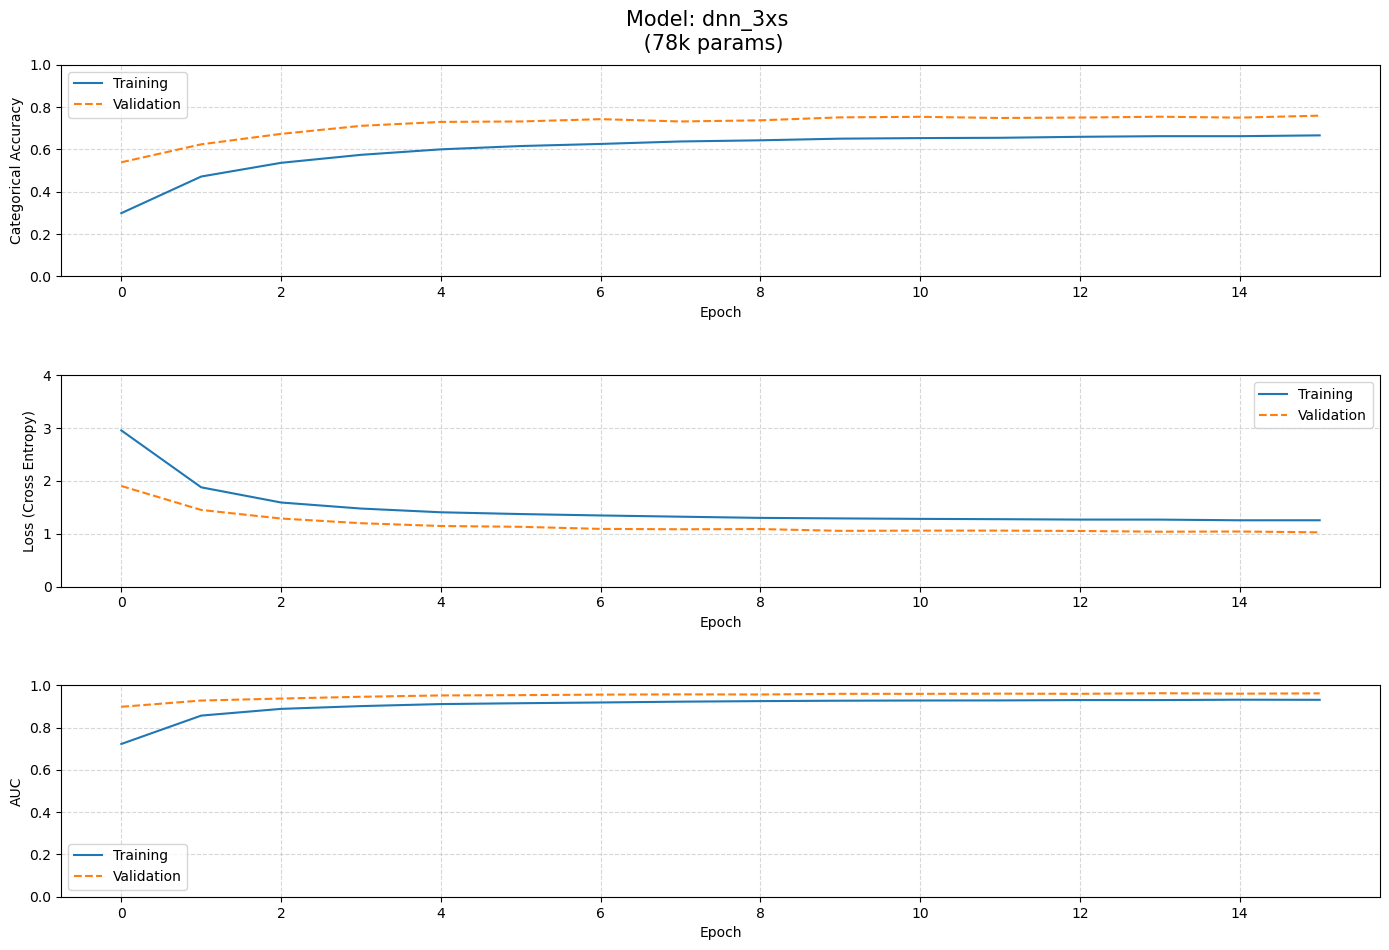 Model: dnn_3xs
(78k params)
Categorical Accuracy
1.0
0.8
0.6
0.4
0.2
0.0
Training
Validation
0 2 4 6 8 10 12 14
Epoch
Loss (Cross Entropy)
4
3
2
1
0
Training
Validation
0 2 4 6 8 10 12 14
Epoch
AUC
1.0
0.8
0.6
0.4
0.2
0.0
Training
Validation
0 2 4 6 8 10 12 14
Epoch